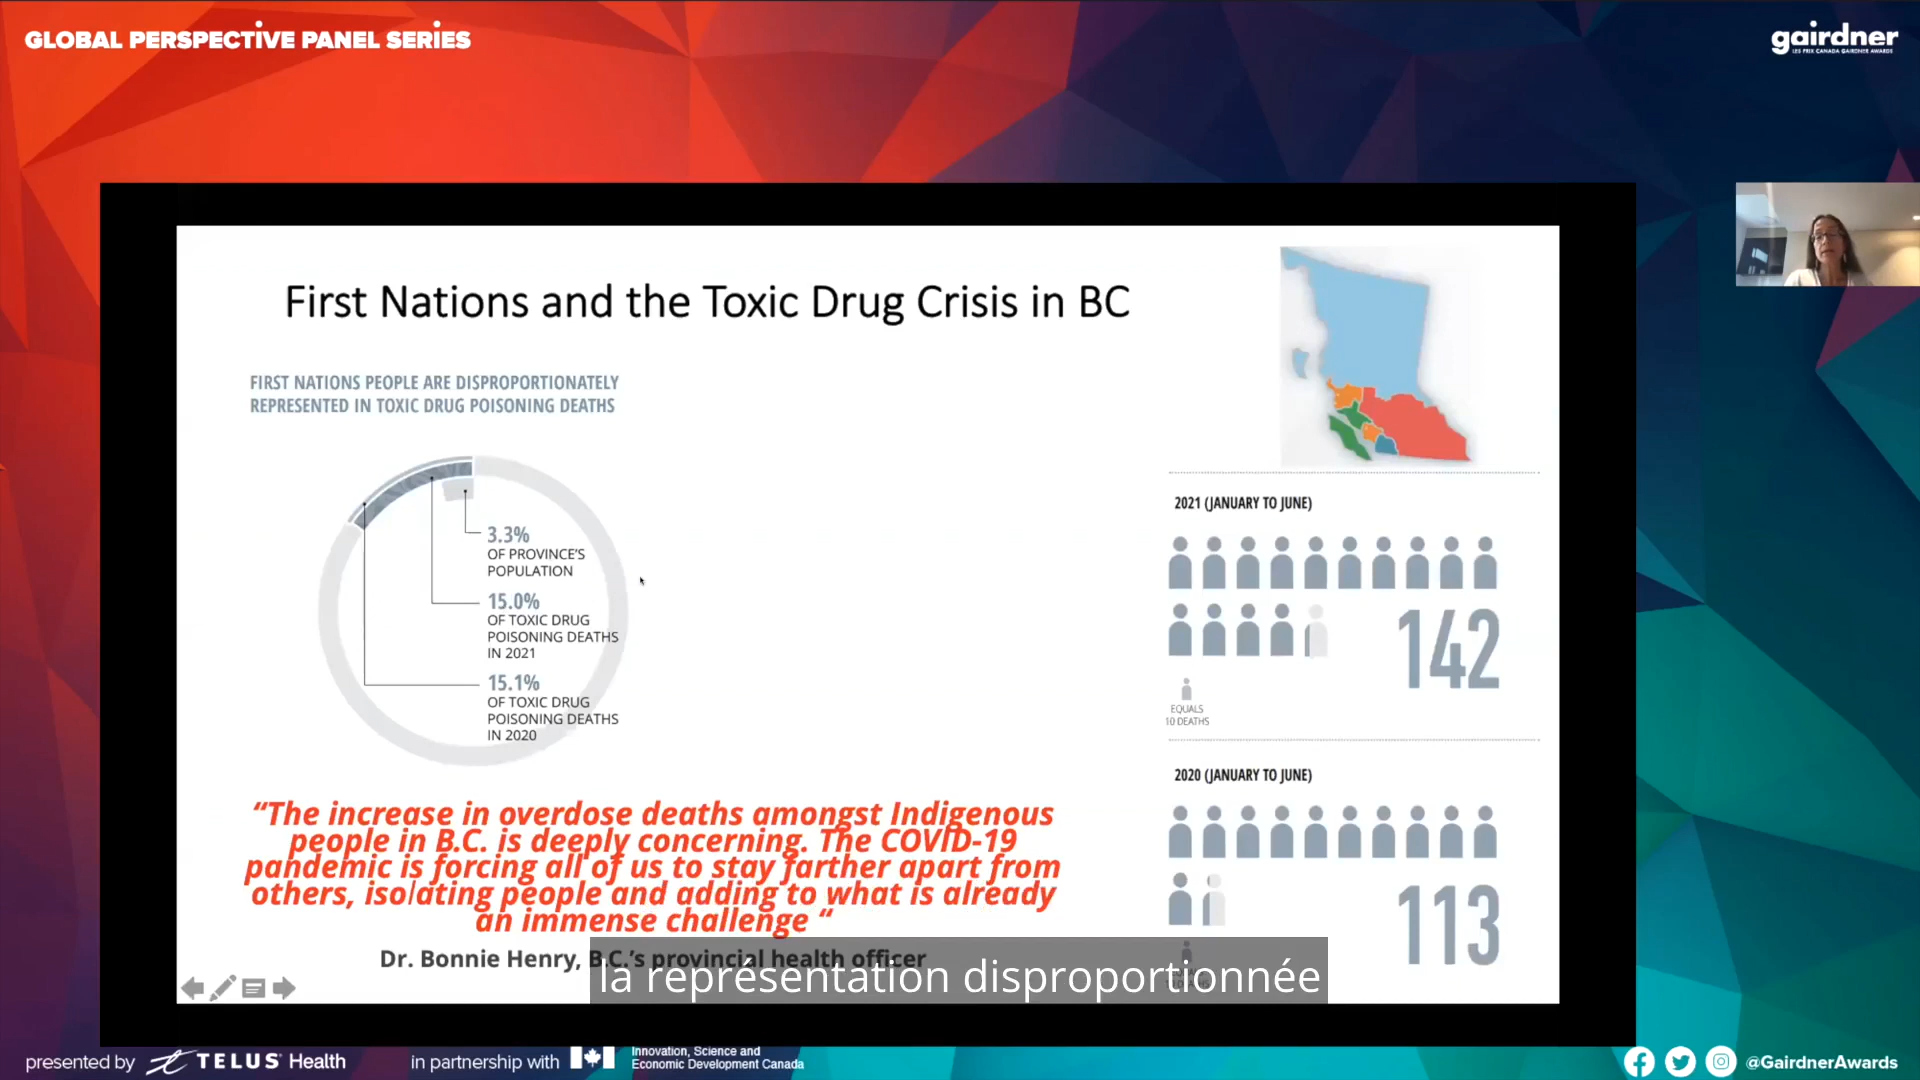 GLOBAL PERSPECTIVE PANEL SERIES
gairdner
LES PRIX CANADA GAIRDNER AWARDS
First Nations and the Toxic Drug Crisis in BC
FIRST NATIONS PEOPLE ARE DISPROPORTIONATELY
REPRESENTED IN TOXIC DRUG POISONING DEATHS
3.3%
OF PROVINCE'S
POPULATION
15.0%
OF TOXIC DRUG
POISONING DEATHS
IN 2021
15.1%
OF TOXIC DRUG
POISONING DEATHS
IN 2020
2021 (JANUARY TO JUNE)
142
EQUALS
10 DEATHS
2020 (JANUARY TO JUNE)
113
“The increase in overdose deaths amongst Indigenous
people in B.C. is deeply concerning. The COVID-19
pandemic is forcing all of us to stay farther apart from
others, isolating people and adding to what is already
an immense challenge “
Dr. Bonnie Henry, B.C.'s provincial health officer
la représentation disproportionnée
presented by TELUS Health
in partnership with
Innovation, Science and
Economic Development Canada
@GairdnerAwards